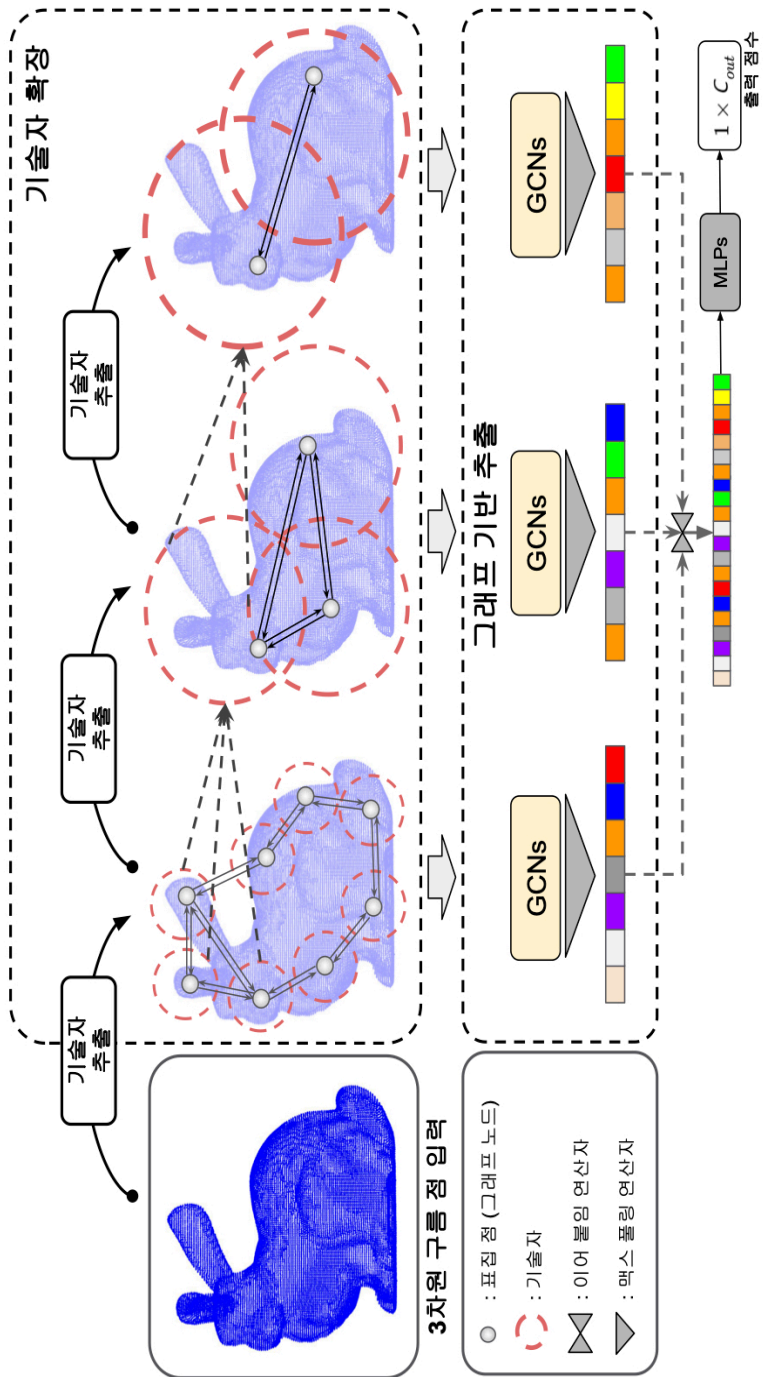 기술자
추출
기술자
추출
기술자
추출
기술자 확장
3차원 구름 점 입력
그래프 기반 추출
GCNs
GCNs
GCNs
: 표집 점 (그래프 노드)
: 기술자
: 이어 붙임 연산자
: 맥스 풀링 연산자
MLPs
1 × C_out
출력 점수